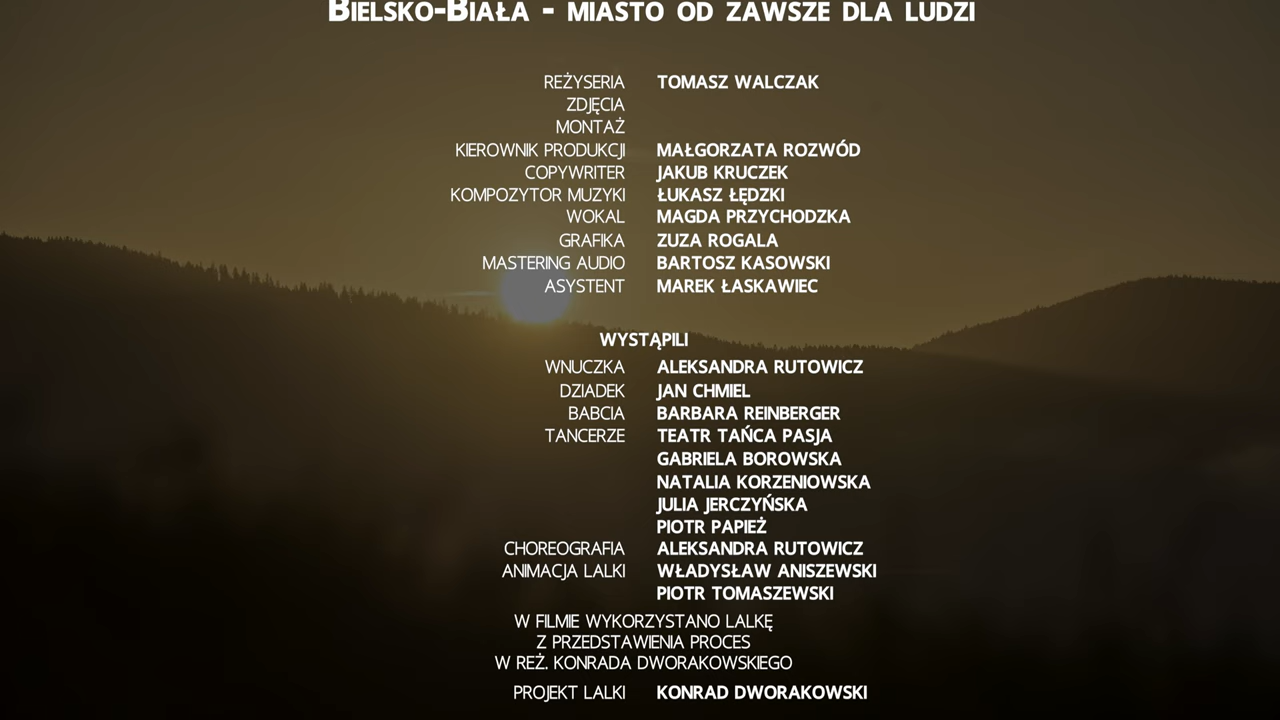 Bielsko-Biała - miasto od zawsze dla ludzi
REŻYSERIA TOMASZ WALCZAK
ZDJĘCIA
MONTAŻ
KIEROWNIK PRODUKCJI MAŁGORZATA ROZWÓD
COPYWRITER JAKUB KRUCZEK
KOMPOZYTOR MUZYKI ŁUKASZ ŁĘDZKI
WOKAL MAGDA PRZYCHODZKA
GRAFIKA ZUZA ROGALA
MASTERING AUDIO BARTOSZ KASOWSKI
ASYSTENT MAREK ŁASKAWIEC
WYSTĄPILI
WNUCZKA ALEKSANDRA RUTOWICZ
DZIADEK JAN CHMIEL
BABCIA BARBARA REINBERGER
TANCERZE TEATR TAŃCA PASJA
GABRIELA BOROWSKA
NATALIA KORZENIOWSKA
JULIA JERCZYŃSKA
PIOTR PAPIEŻ
CHOREOGRAFIA ALEKSANDRA RUTOWICZ
ANIMACJA LALKI WŁADYSŁAW ANISZEWSKI
PIOTR TOMASZEWSKI
W FILMIE WYKORZYSTANO LALKĘ
Z PRZEDSTAWIENIA PROCES
W REŻ. KONRADA DWORAKOWSKIEGO
PROJEKT LALKI KONRAD DWORAKOWSKI